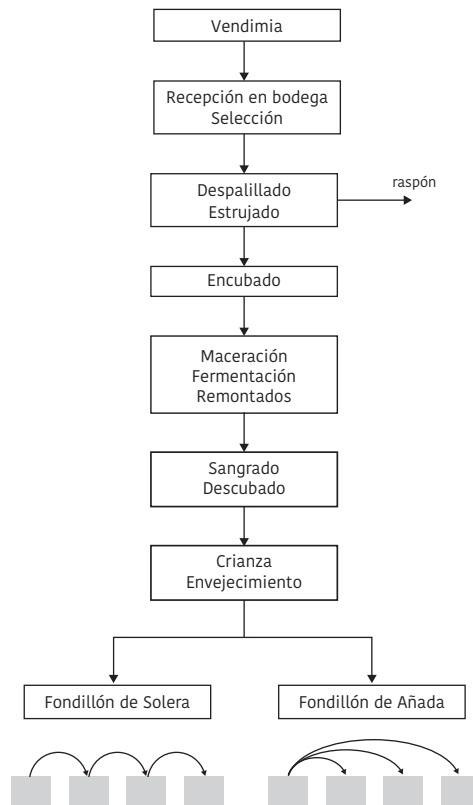 Vendimia
Recepción en bodega
Selección
Despalillado
Estrujado
raspón
Encubado
Maceración
Fermentación
Remontados
Sangrado
Descubado
Crianza
Envejecimiento
Fondillón de Solera
Fondillón de Añada